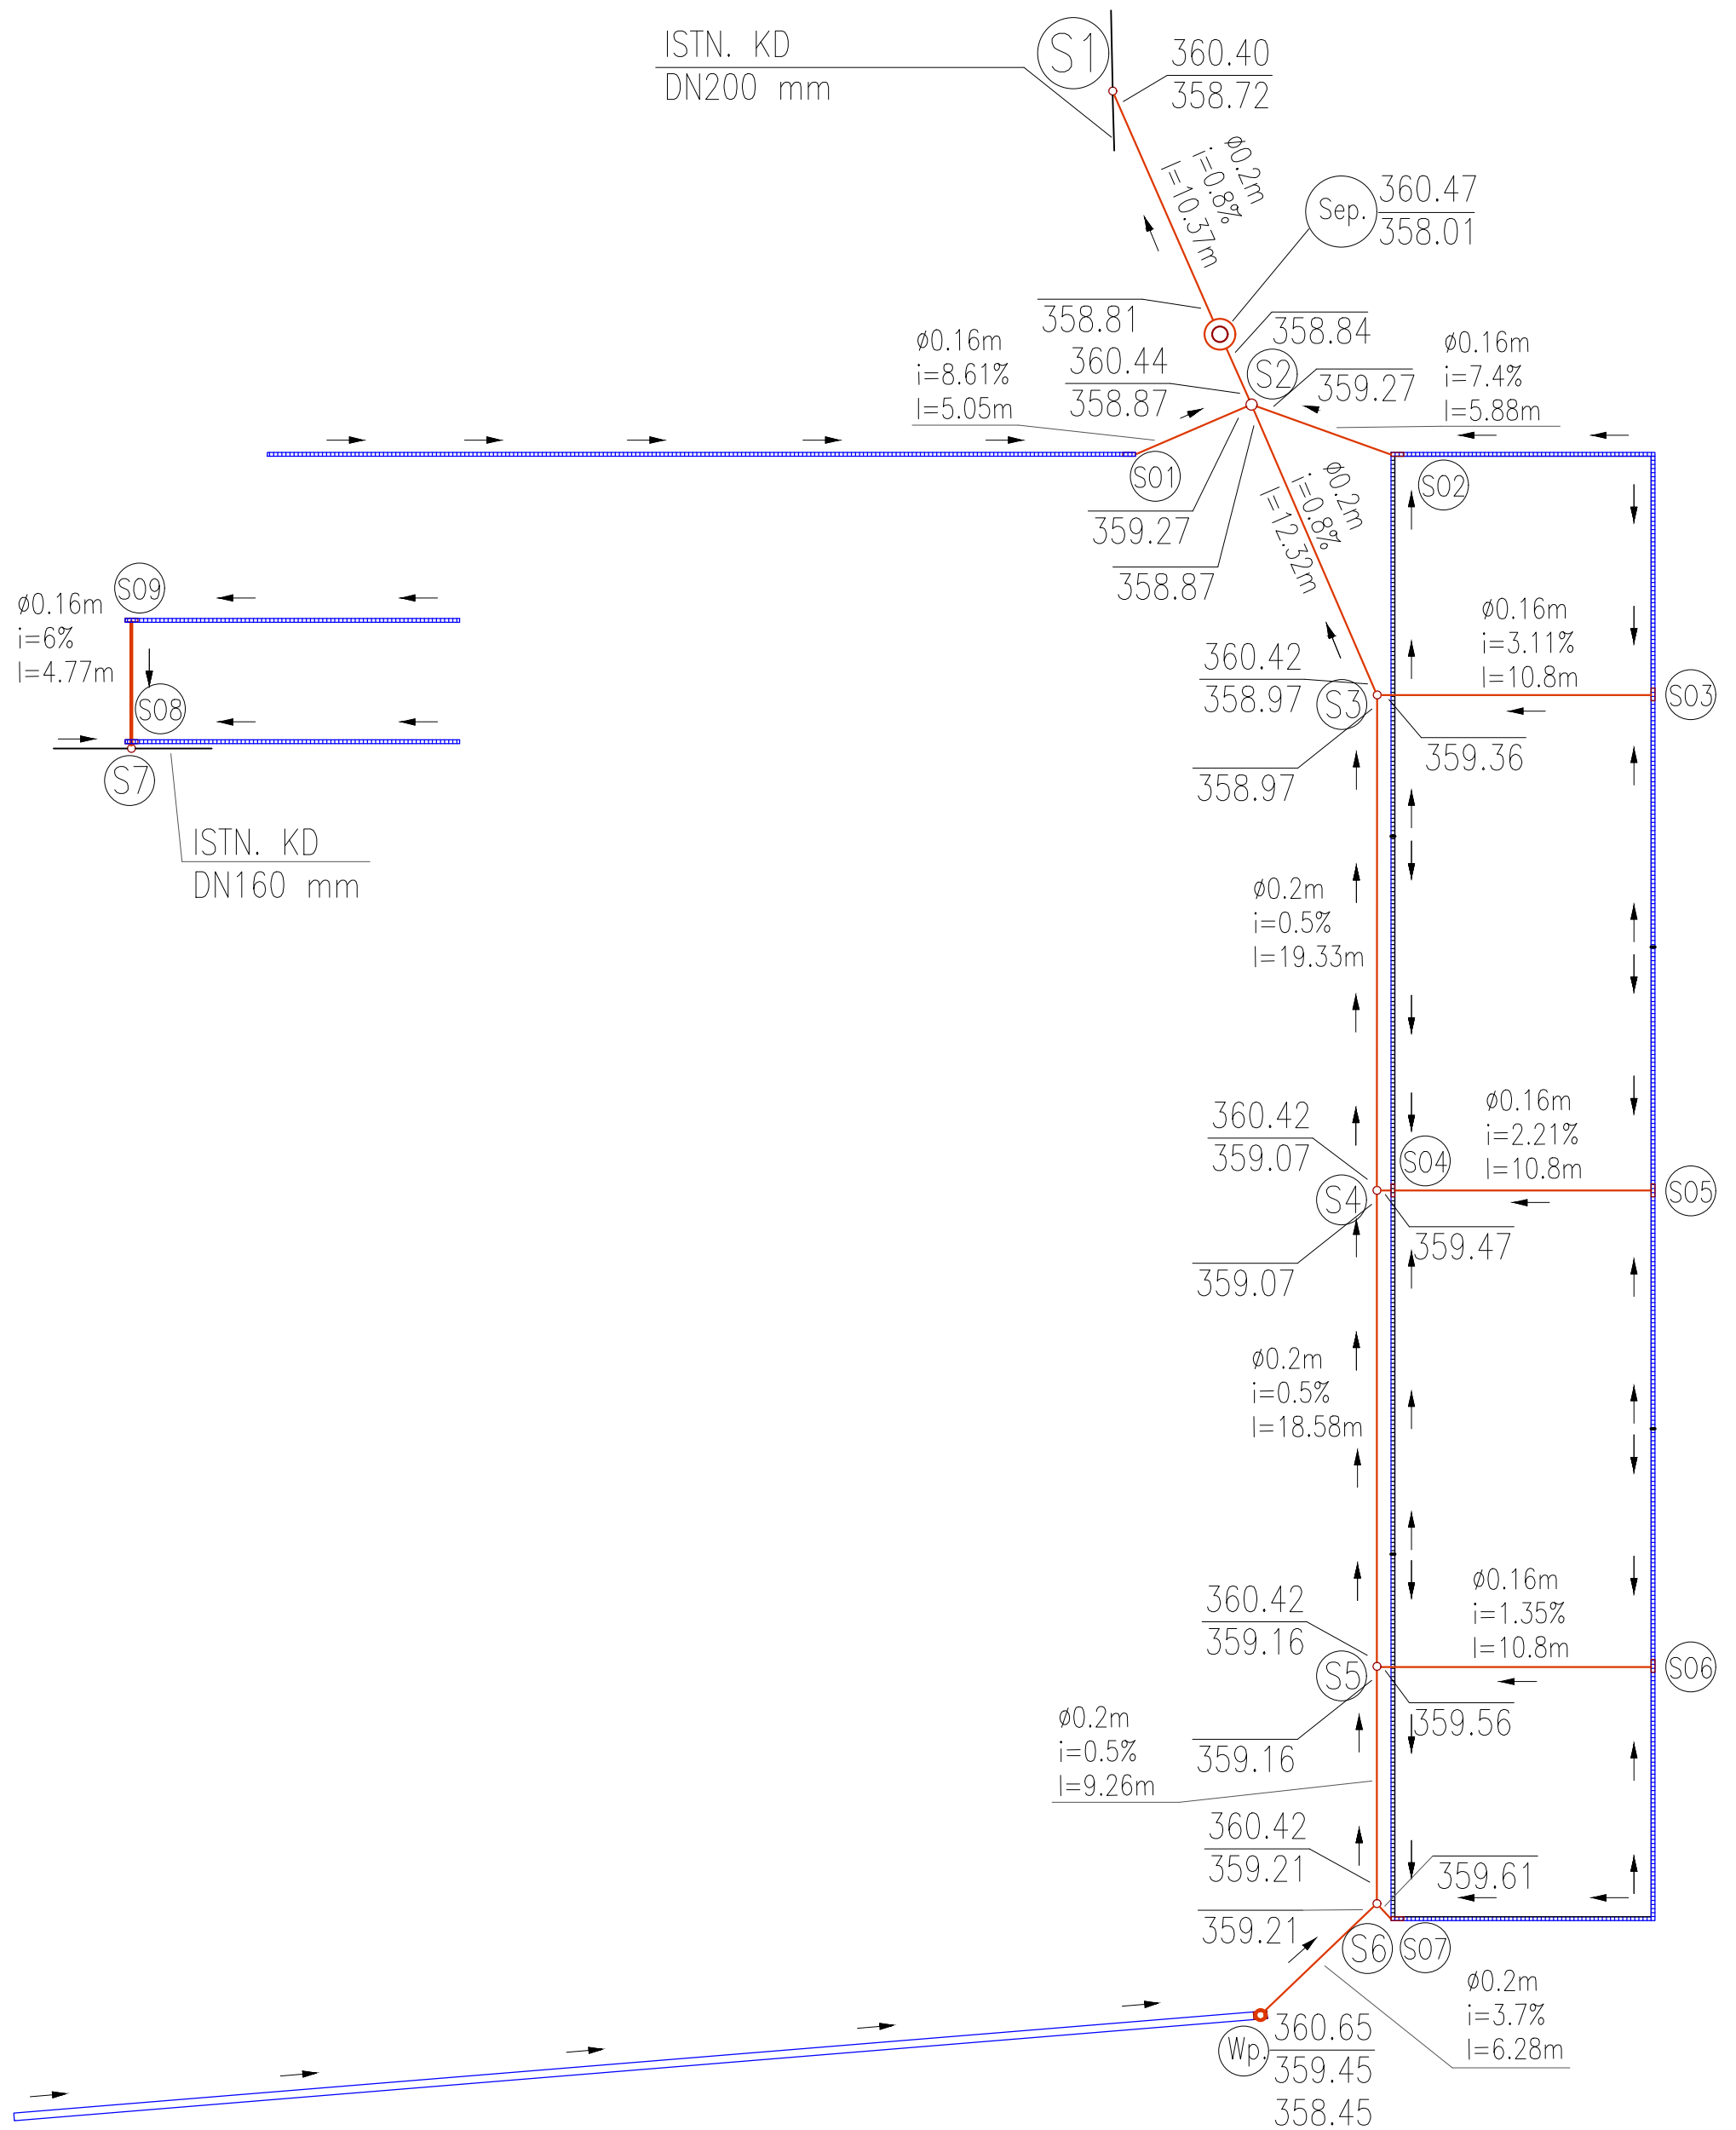 ISTN. KD
DN200 mm
S1
360.40
358.72
ø0.2m
i=0.8%
l=10.37m
Sep.
360.47
358.01
358.81
358.84
ø0.16m
i=8.61%
l=5.05m
360.44
358.87
S2
359.27
ø0.16m
i=7.4%
l=5.88m
S01
S02
359.27
358.87
ø0.2m
i=0.8%
l=12.32m
S09
ø0.16m
i=6%
l=4.77m
S08
S7
ISTN. KD
DN160 mm
360.42
358.97
S3
ø0.16m
i=3.11%
l=10.8m
S03
359.36
358.97
ø0.2m
i=0.5%
l=19.33m
360.42
359.07
S4
S04
ø0.16m
i=2.21%
l=10.8m
S05
359.47
359.07
ø0.2m
i=0.5%
l=18.58m
360.42
359.16
S5
ø0.16m
i=1.35%
l=10.8m
S06
359.56
359.16
ø0.2m
i=0.5%
l=9.26m
360.42
359.21
359.61
359.21
S6
S07
ø0.2m
i=3.7%
l=6.28m
Wp.
360.65
359.45
358.45